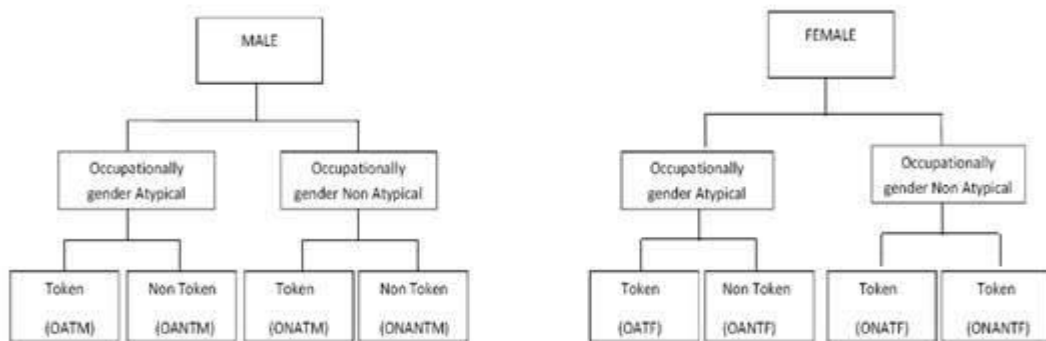 MALE
FEMALE
Occupationally
gender Atypical
Occupationally
gender Non Atypical
Occupationally
gender Atypical
Occupationally
gender Non Atypical
Token
(OATM)
Non Token
(OANTM)
Token
(ONATM)
Non Token
(ONANTM)
Token
(OATF)
Non Token
(OANTF)
Token
(ONATF)
Token
(ONANTF)